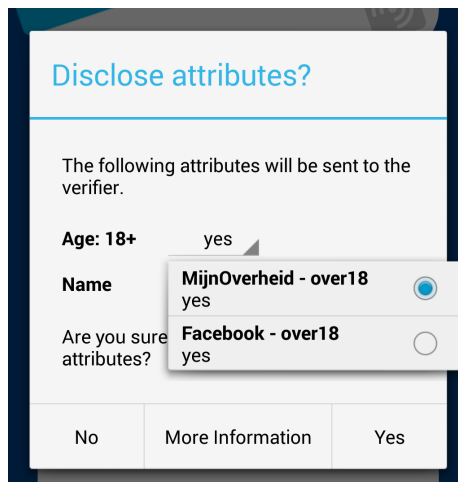 Disclose attributes?
The following attributes will be sent to the
verifier.
Age: 18+ yes
Name
MijnOverheid - over18
yes
Facebook - over18
yes
Are you sure
attributes?
No More Information Yes